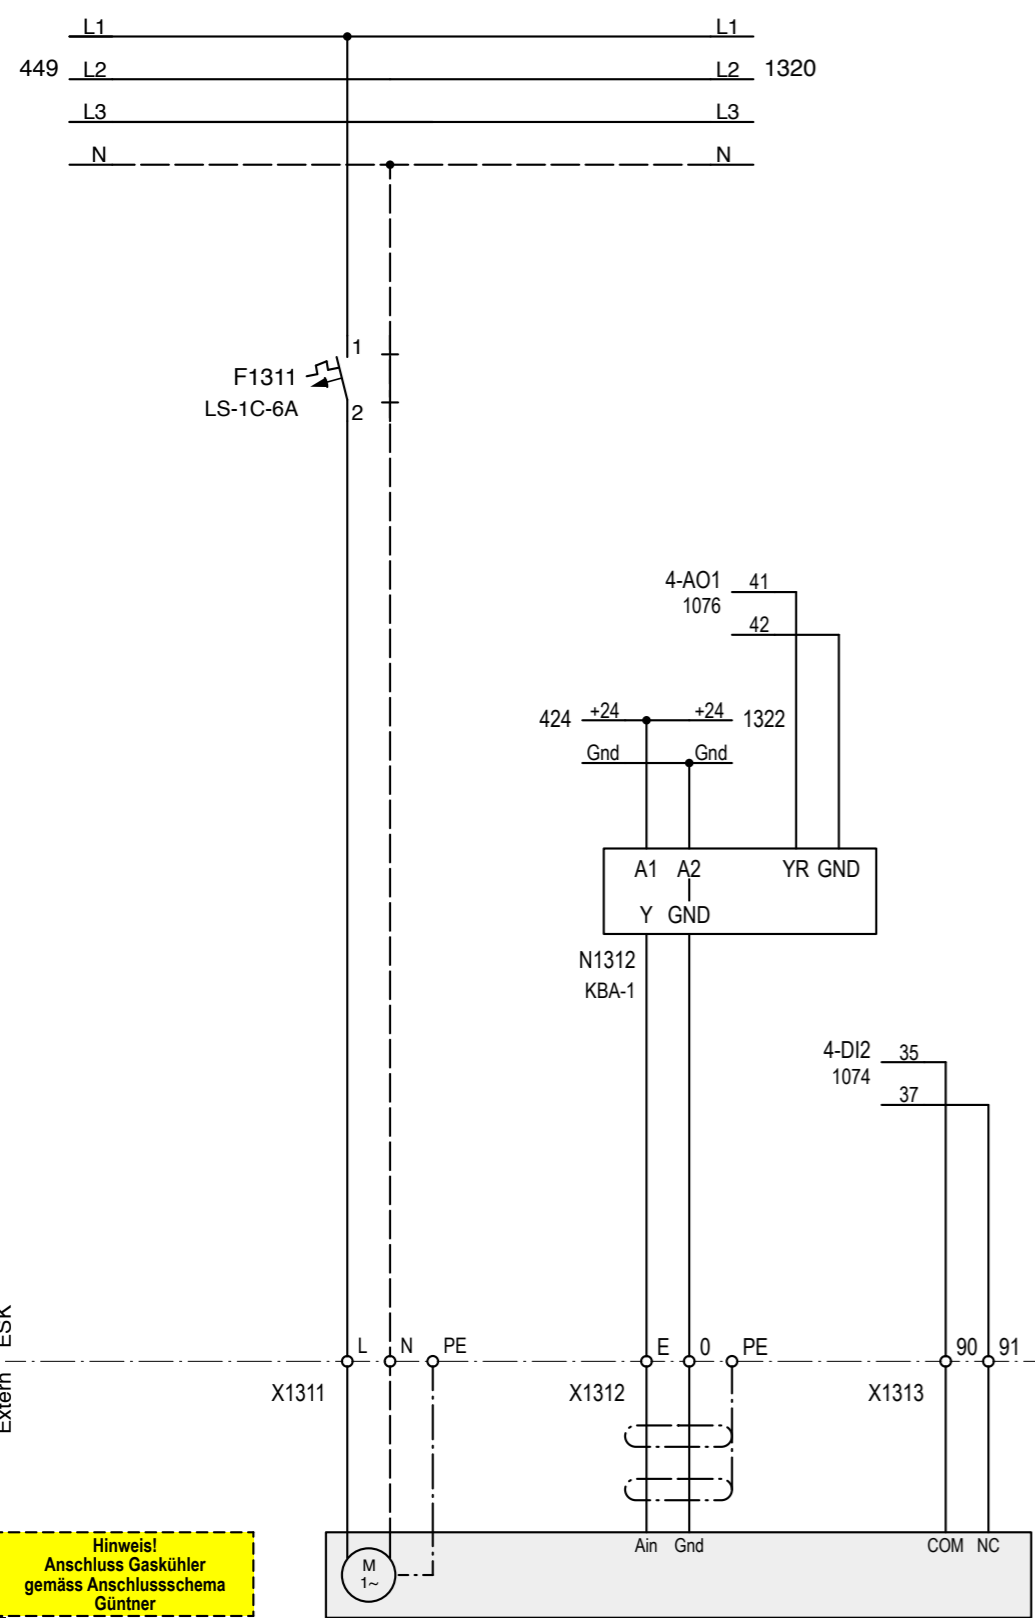 L1 L1
449 L2 L2 1320
L3 L3
N N
1
F1311
LS-1C-6A
2
4-AO1 41
1076
42
424 +24 +24 1322
Gnd Gnd
A1 A2 YR GND
Y GND
N1312
KBA-1
4-DI2 35
1074
37
ESK
Extern
L N PE E 0 PE 90 91
X1311 X1312 X1313
Hinweis!
Anschluss Gaskühler
gemäss Anschlussschema
Güntner
M
1~
Ain Gnd COM NC